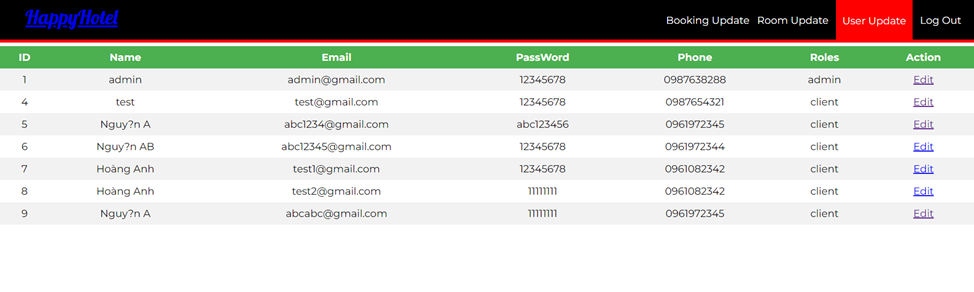 HappyHotel Booking Update Room Update User Update Log Out
ID Name Email PassWord Phone Roles Action
1 admin admin@gmail.com 12345678 0987638288 admin Edit
4 test test@gmail.com 12345678 0987654321 client Edit
5 Nguy?n A abc1234@gmail.com abc123456 0961972345 client Edit
6 Nguy?n AB abc12345@gmail.com 12345678 0961972344 client Edit
7 Hoàng Anh test1@gmail.com 12345678 0961082342 client Edit
8 Hoàng Anh test2@gmail.com 11111111 0961082342 client Edit
9 Nguy?n A abcabc@gmail.com 11111111 0961972345 client Edit